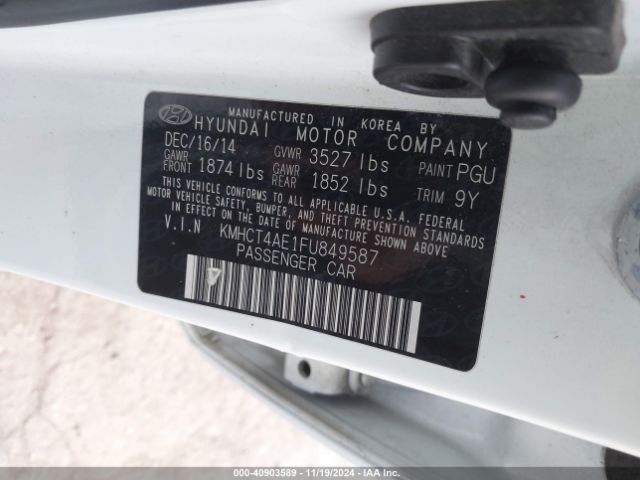 MANUFACTURED IN KOREA BY
HYUNDAI MOTOR COMPANY
DEC/16/14 GVWR 3527 lbs PAINT PGU
GAWR FRONT 1874 lbs GAWR REAR 1852 lbs TRIM 9Y
THIS VEHICLE CONFORMS TO ALL APPLICABLE U.S.A. FEDERAL
MOTOR VEHICLE SAFETY, BUMPER, AND THEFT PREVENTION STANDARDS
IN EFFECT ON THE DATE OF MANUFACTURE SHOWN ABOVE.
V.I.N KMHCT4AE1FU849587
PASSENGER CAR
000-40903589 - 11/19/2024 - IAA Inc.